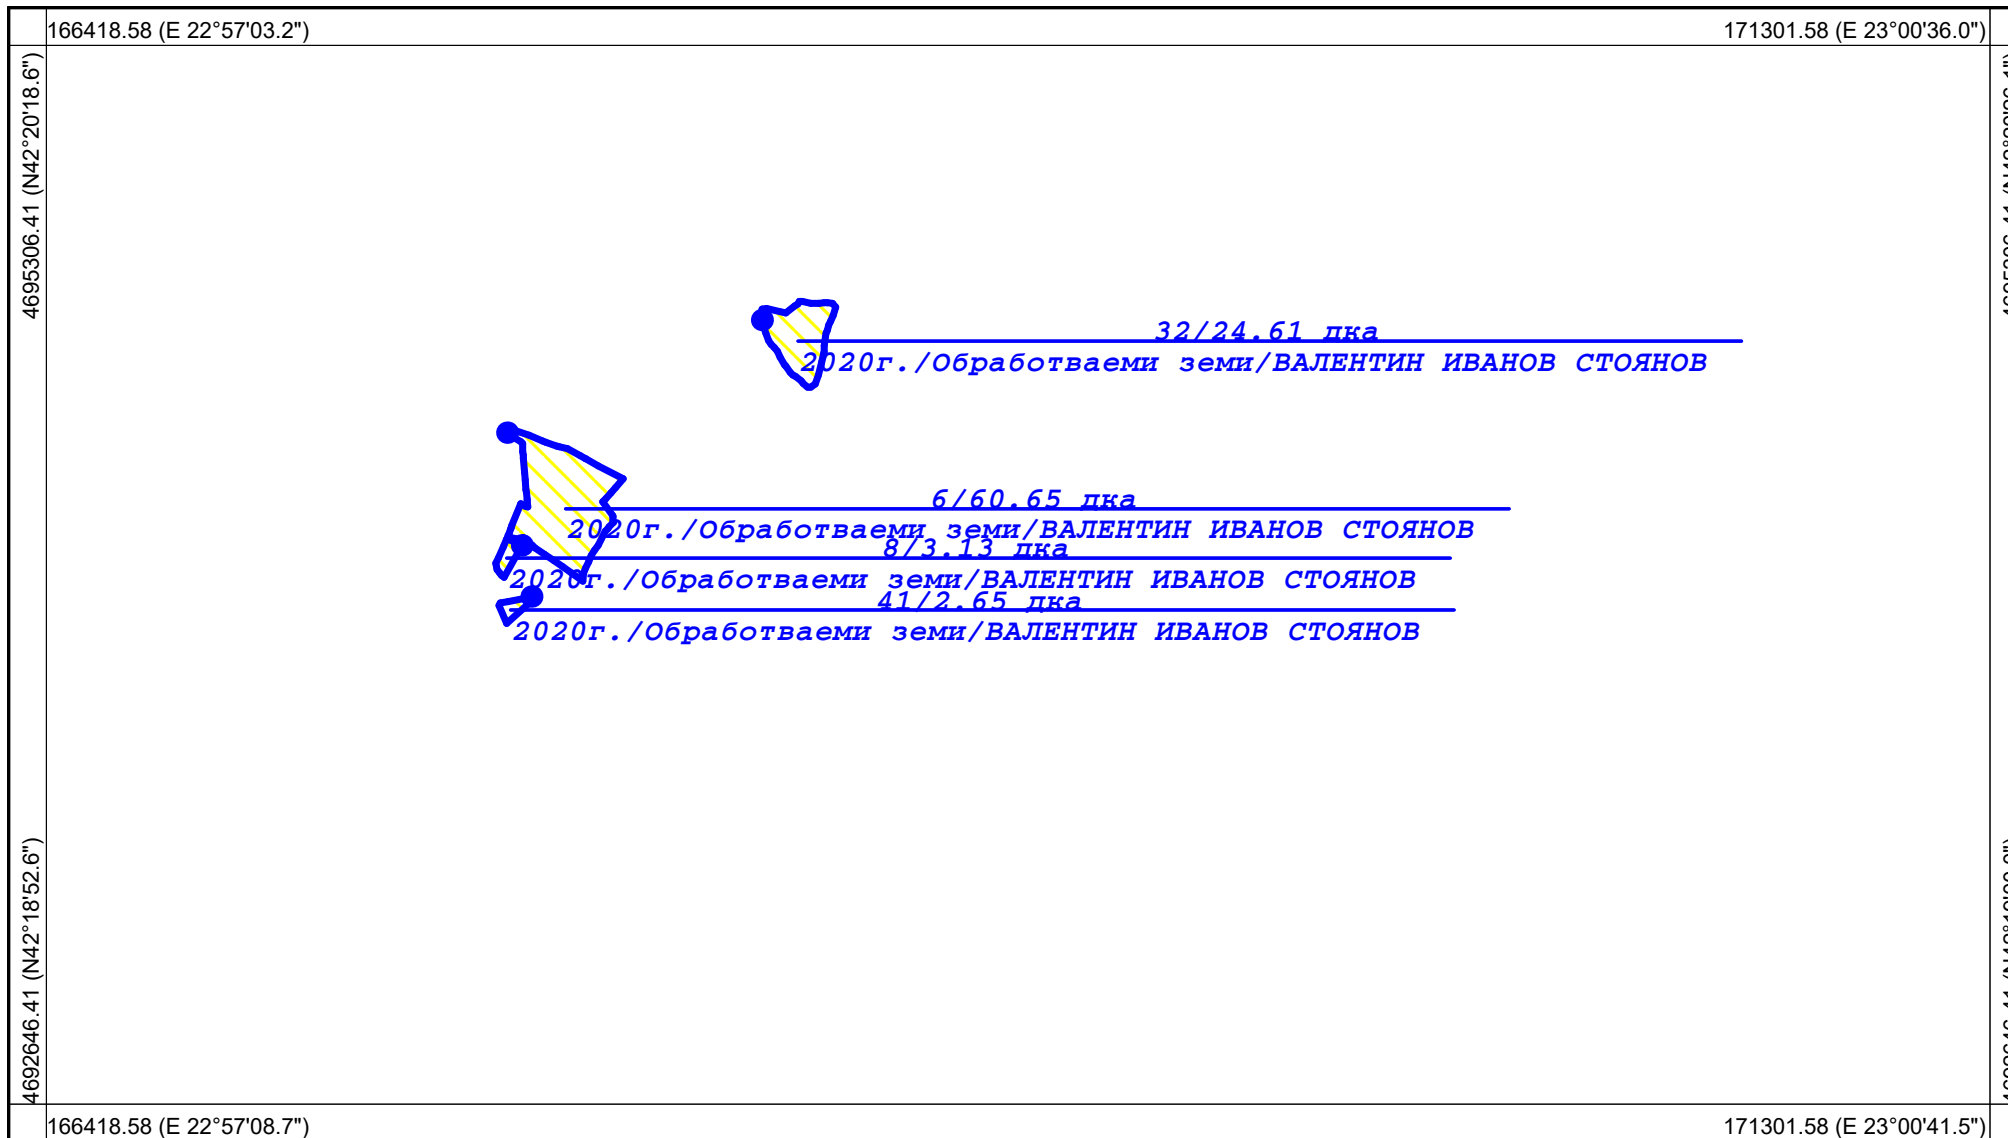 166418.58 (E 22°57'03.2")
171301.58 (E 23°00'36.0")
4695306.41 (N42°20'18.6")
32/24.61 дка
2020г./Обработваеми земи/ВАЛЕНТИН ИВАНОВ СТОЯНОВ
6/60.65 дка
2020г./Обработваеми земи/ВАЛЕНТИН ИВАНОВ СТОЯНОВ
8/3.13 дка
2020г./Обработваеми земи/ВАЛЕНТИН ИВАНОВ СТОЯНОВ
41/2.65 дка
2020г./Обработваеми земи/ВАЛЕНТИН ИВАНОВ СТОЯНОВ
4692646.41 (N42°18'52.6")
166418.58 (E 22°57'08.7")
171301.58 (E 23°00'41.5")